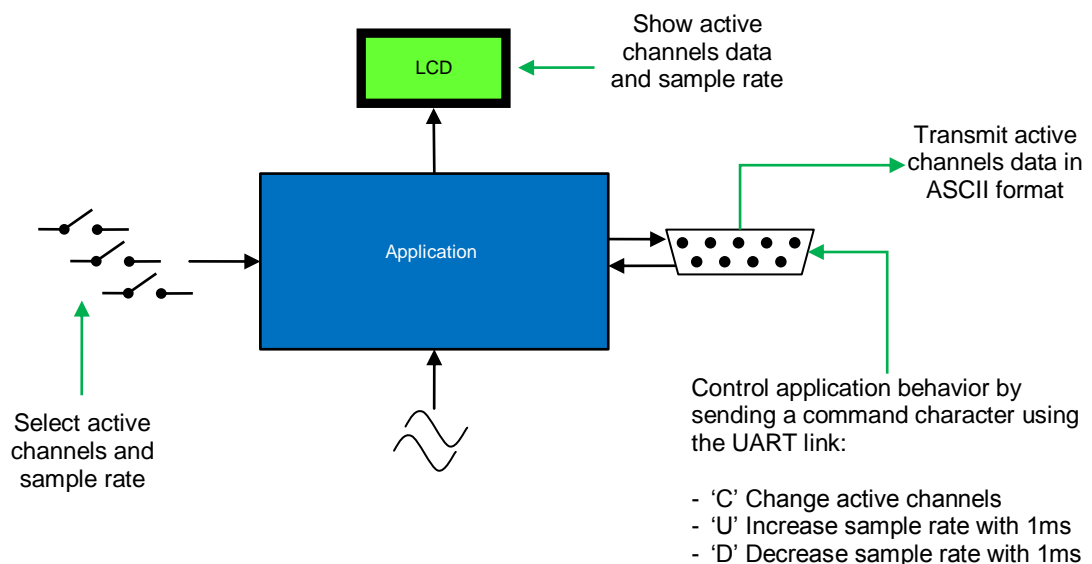 Show active
channels data
and sample rate
LCD
Transmit active
channels data in
ASCII format
Application
Select active
channels and
sample rate
Control application behavior by
sending a command character using
the UART link:
- ‘C’ Change active channels
- ‘U’ Increase sample rate with 1ms
- ‘D’ Decrease sample rate with 1ms